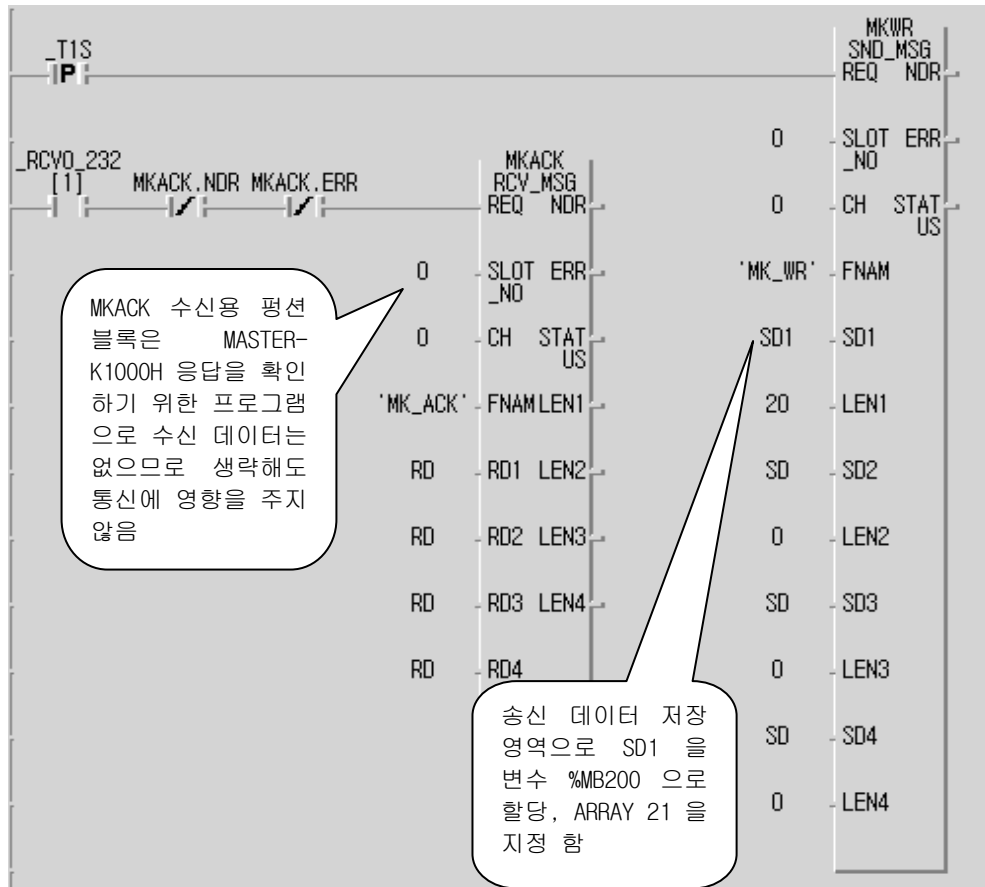 MKWR
_T1S
SND_MSG
P
REQ NDR
0
SLOT ERR
_NO
_RCV0_232
[1]
MKACK.NDR MKACK.ERR
MKACK
RCV_MSG
REQ NDR
0
CH STAT
US
0
SLOT ERR
_NO
'MK_WR'
FNAM
0
CH STAT
US
SD1
SD1
'MK_ACK'
FNAM LEN1
20
LEN1
RD
RD1 LEN2
SD
SD2
RD
RD2 LEN3
0
LEN2
RD
RD3 LEN4
SD
SD3
RD
RD4
0
LEN3
SD
SD4
0
LEN4
MKACK 수신용 펑션
블록은 MASTER-
K1000H 응답을 확인
하기 위한 프로그램
으로 수신 데이터는
없으므로 생략해도
통신에 영향을 주지
않음
송신 데이터 저장
영역으로 SD1 을
변수 %MB200 으로
할당, ARRAY 21 을
지정 함